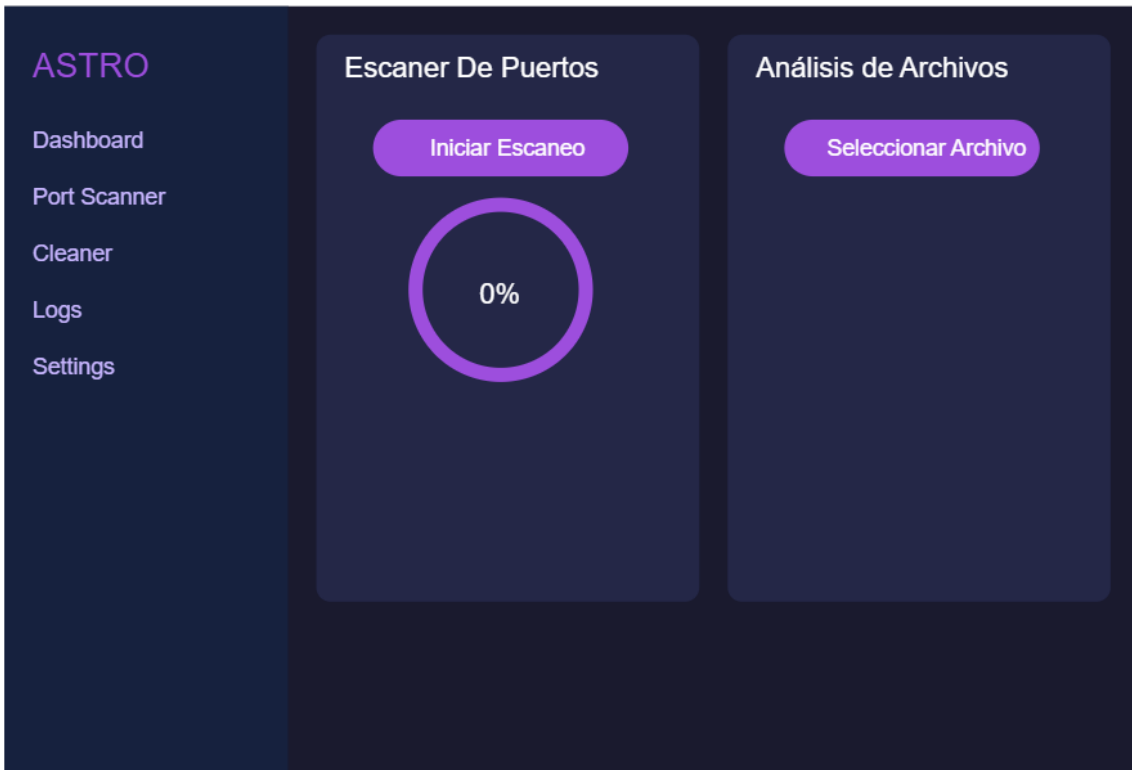 ASTRO
Dashboard
Port Scanner
Cleaner
Logs
Settings
Escaner De Puertos
Iniciar Escaneo
0%
Análisis de Archivos
Seleccionar Archivo